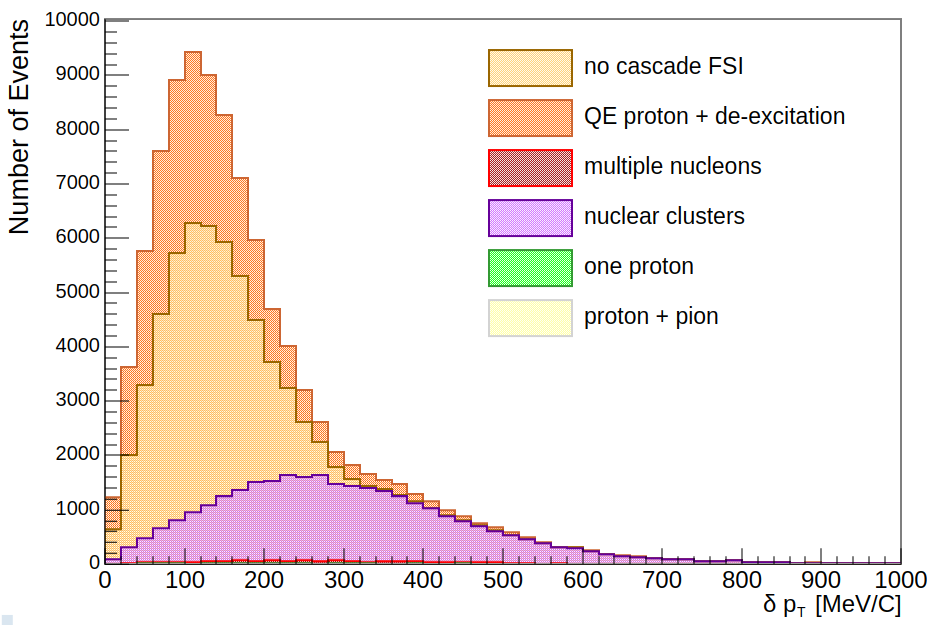 Number of Events
10000
9000
8000
7000
6000
5000
4000
3000
2000
1000
0
no cascade FSI
QE proton + de-excitation
multiple nucleons
nuclear clusters
one proton
proton + pion
0 100 200 300 400 500 600 700 800 900 1000
δ pT [MeV/C]